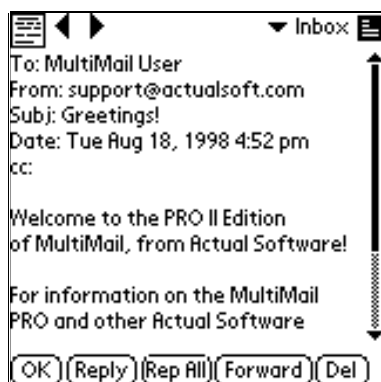 Inbox
To: MultiMail User
From: support@actualsoft.com
Subj: Greetings!
Date: Tue Aug 18, 1998 4:52 pm
cc:
Welcome to the PRO II Edition
of MultiMail, from Actual Software!
For information on the MultiMail
PRO and other Actual Software
OK Reply Rep All Forward Del